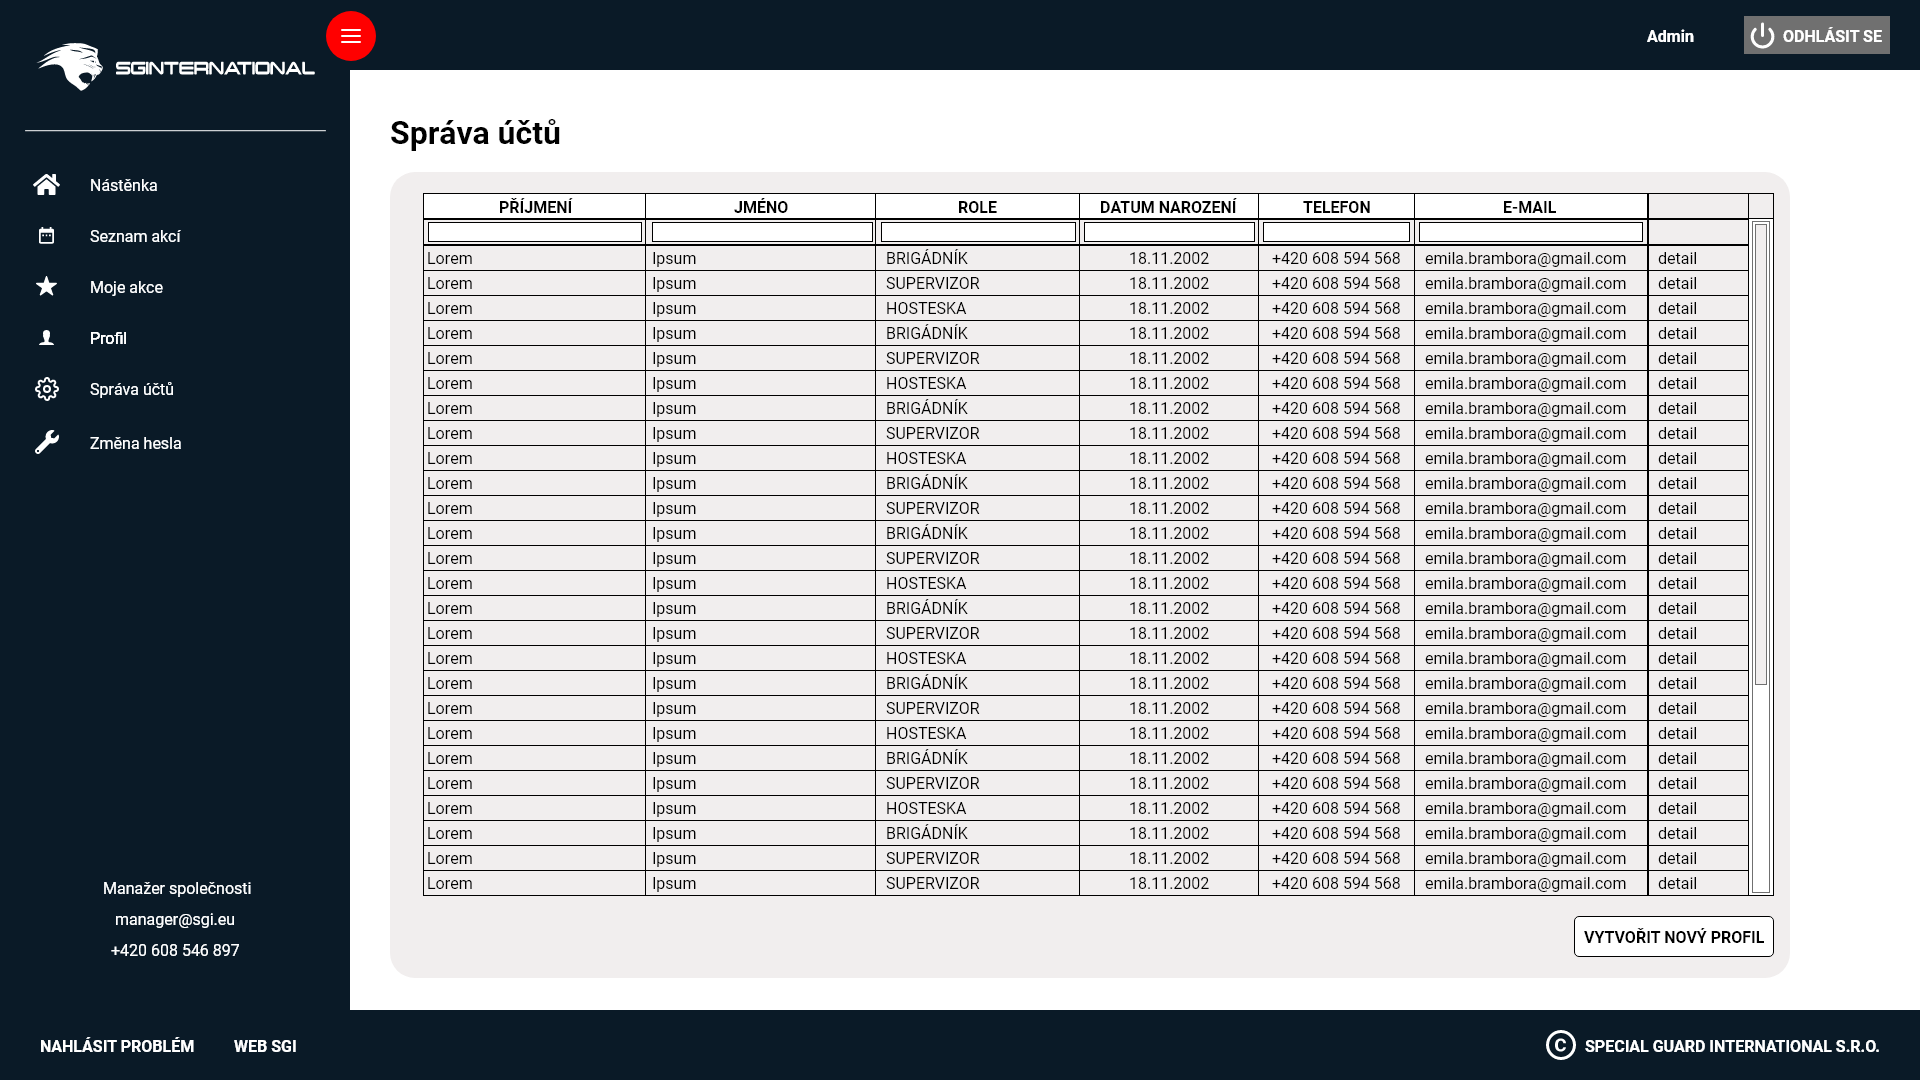 SGINTERNATIONAL
Admin
ODHLÁSIT SE
Nástěnka
Seznam akcí
Moje akce
Profil
Správa účtů
Změna hesla
Manažer společnosti
manager@sgi.eu
+420 608 546 897
Správa účtů
PŘÍJMENÍ JMÉNO ROLE DATUM NAROZENÍ TELEFON E-MAIL
Lorem Ipsum BRIGÁDNÍK 18.11.2002 +420 608 594 568 emila.brambora@gmail.com detail
Lorem Ipsum SUPERVIZOR 18.11.2002 +420 608 594 568 emila.brambora@gmail.com detail
Lorem Ipsum HOSTESKA 18.11.2002 +420 608 594 568 emila.brambora@gmail.com detail
Lorem Ipsum BRIGÁDNÍK 18.11.2002 +420 608 594 568 emila.brambora@gmail.com detail
Lorem Ipsum SUPERVIZOR 18.11.2002 +420 608 594 568 emila.brambora@gmail.com detail
Lorem Ipsum HOSTESKA 18.11.2002 +420 608 594 568 emila.brambora@gmail.com detail
Lorem Ipsum BRIGÁDNÍK 18.11.2002 +420 608 594 568 emila.brambora@gmail.com detail
Lorem Ipsum SUPERVIZOR 18.11.2002 +420 608 594 568 emila.brambora@gmail.com detail
Lorem Ipsum HOSTESKA 18.11.2002 +420 608 594 568 emila.brambora@gmail.com detail
Lorem Ipsum BRIGÁDNÍK 18.11.2002 +420 608 594 568 emila.brambora@gmail.com detail
Lorem Ipsum SUPERVIZOR 18.11.2002 +420 608 594 568 emila.brambora@gmail.com detail
Lorem Ipsum BRIGÁDNÍK 18.11.2002 +420 608 594 568 emila.brambora@gmail.com detail
Lorem Ipsum SUPERVIZOR 18.11.2002 +420 608 594 568 emila.brambora@gmail.com detail
Lorem Ipsum HOSTESKA 18.11.2002 +420 608 594 568 emila.brambora@gmail.com detail
Lorem Ipsum BRIGÁDNÍK 18.11.2002 +420 608 594 568 emila.brambora@gmail.com detail
Lorem Ipsum SUPERVIZOR 18.11.2002 +420 608 594 568 emila.brambora@gmail.com detail
Lorem Ipsum HOSTESKA 18.11.2002 +420 608 594 568 emila.brambora@gmail.com detail
Lorem Ipsum BRIGÁDNÍK 18.11.2002 +420 608 594 568 emila.brambora@gmail.com detail
Lorem Ipsum SUPERVIZOR 18.11.2002 +420 608 594 568 emila.brambora@gmail.com detail
Lorem Ipsum HOSTESKA 18.11.2002 +420 608 594 568 emila.brambora@gmail.com detail
Lorem Ipsum BRIGÁDNÍK 18.11.2002 +420 608 594 568 emila.brambora@gmail.com detail
Lorem Ipsum SUPERVIZOR 18.11.2002 +420 608 594 568 emila.brambora@gmail.com detail
Lorem Ipsum HOSTESKA 18.11.2002 +420 608 594 568 emila.brambora@gmail.com detail
Lorem Ipsum BRIGÁDNÍK 18.11.2002 +420 608 594 568 emila.brambora@gmail.com detail
Lorem Ipsum SUPERVIZOR 18.11.2002 +420 608 594 568 emila.brambora@gmail.com detail
Lorem Ipsum SUPERVIZOR 18.11.2002 +420 608 594 568 emila.brambora@gmail.com detail
VYTVOŘIT NOVÝ PROFIL
NAHLÁSIT PROBLÉM WEB SGI
© SPECIAL GUARD INTERNATIONAL S.R.O.